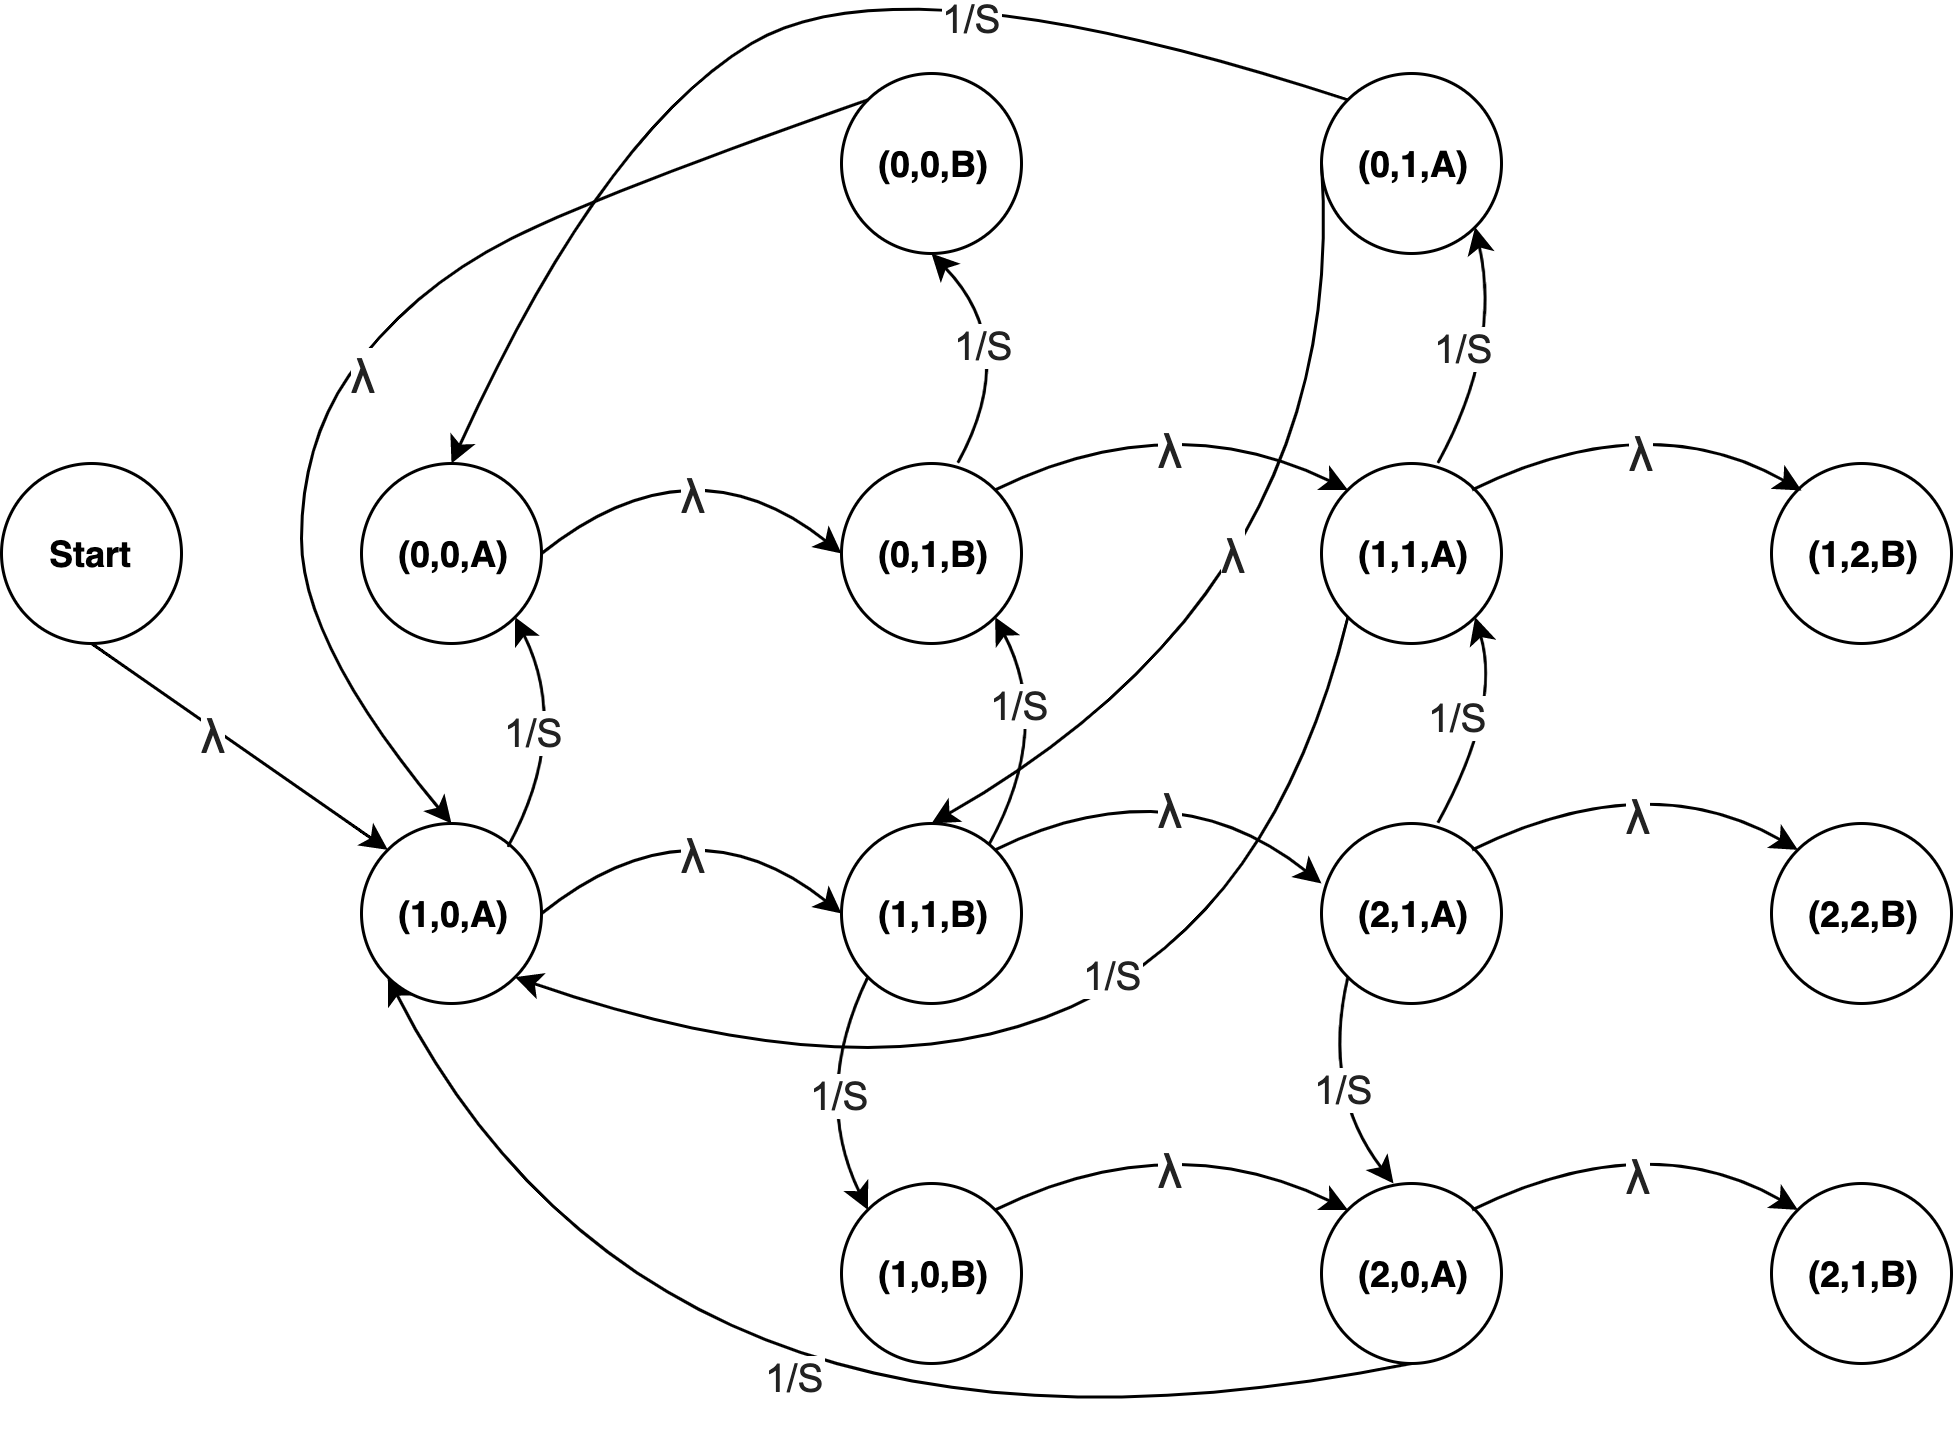 1/S
(0,0,B)
(0,1,A)
1/S
1/S
λ
λ
λ
λ
Start
(0,0,A)
(0,1,B)
λ
(1,1,A)
(1,2,B)
1/S
1/S
1/S
λ
λ
λ
λ
(1,0,A)
(1,1,B)
(2,1,A)
(2,2,B)
1/S
1/S
1/S
λ
λ
(1,0,B)
(2,0,A)
(2,1,B)
1/S